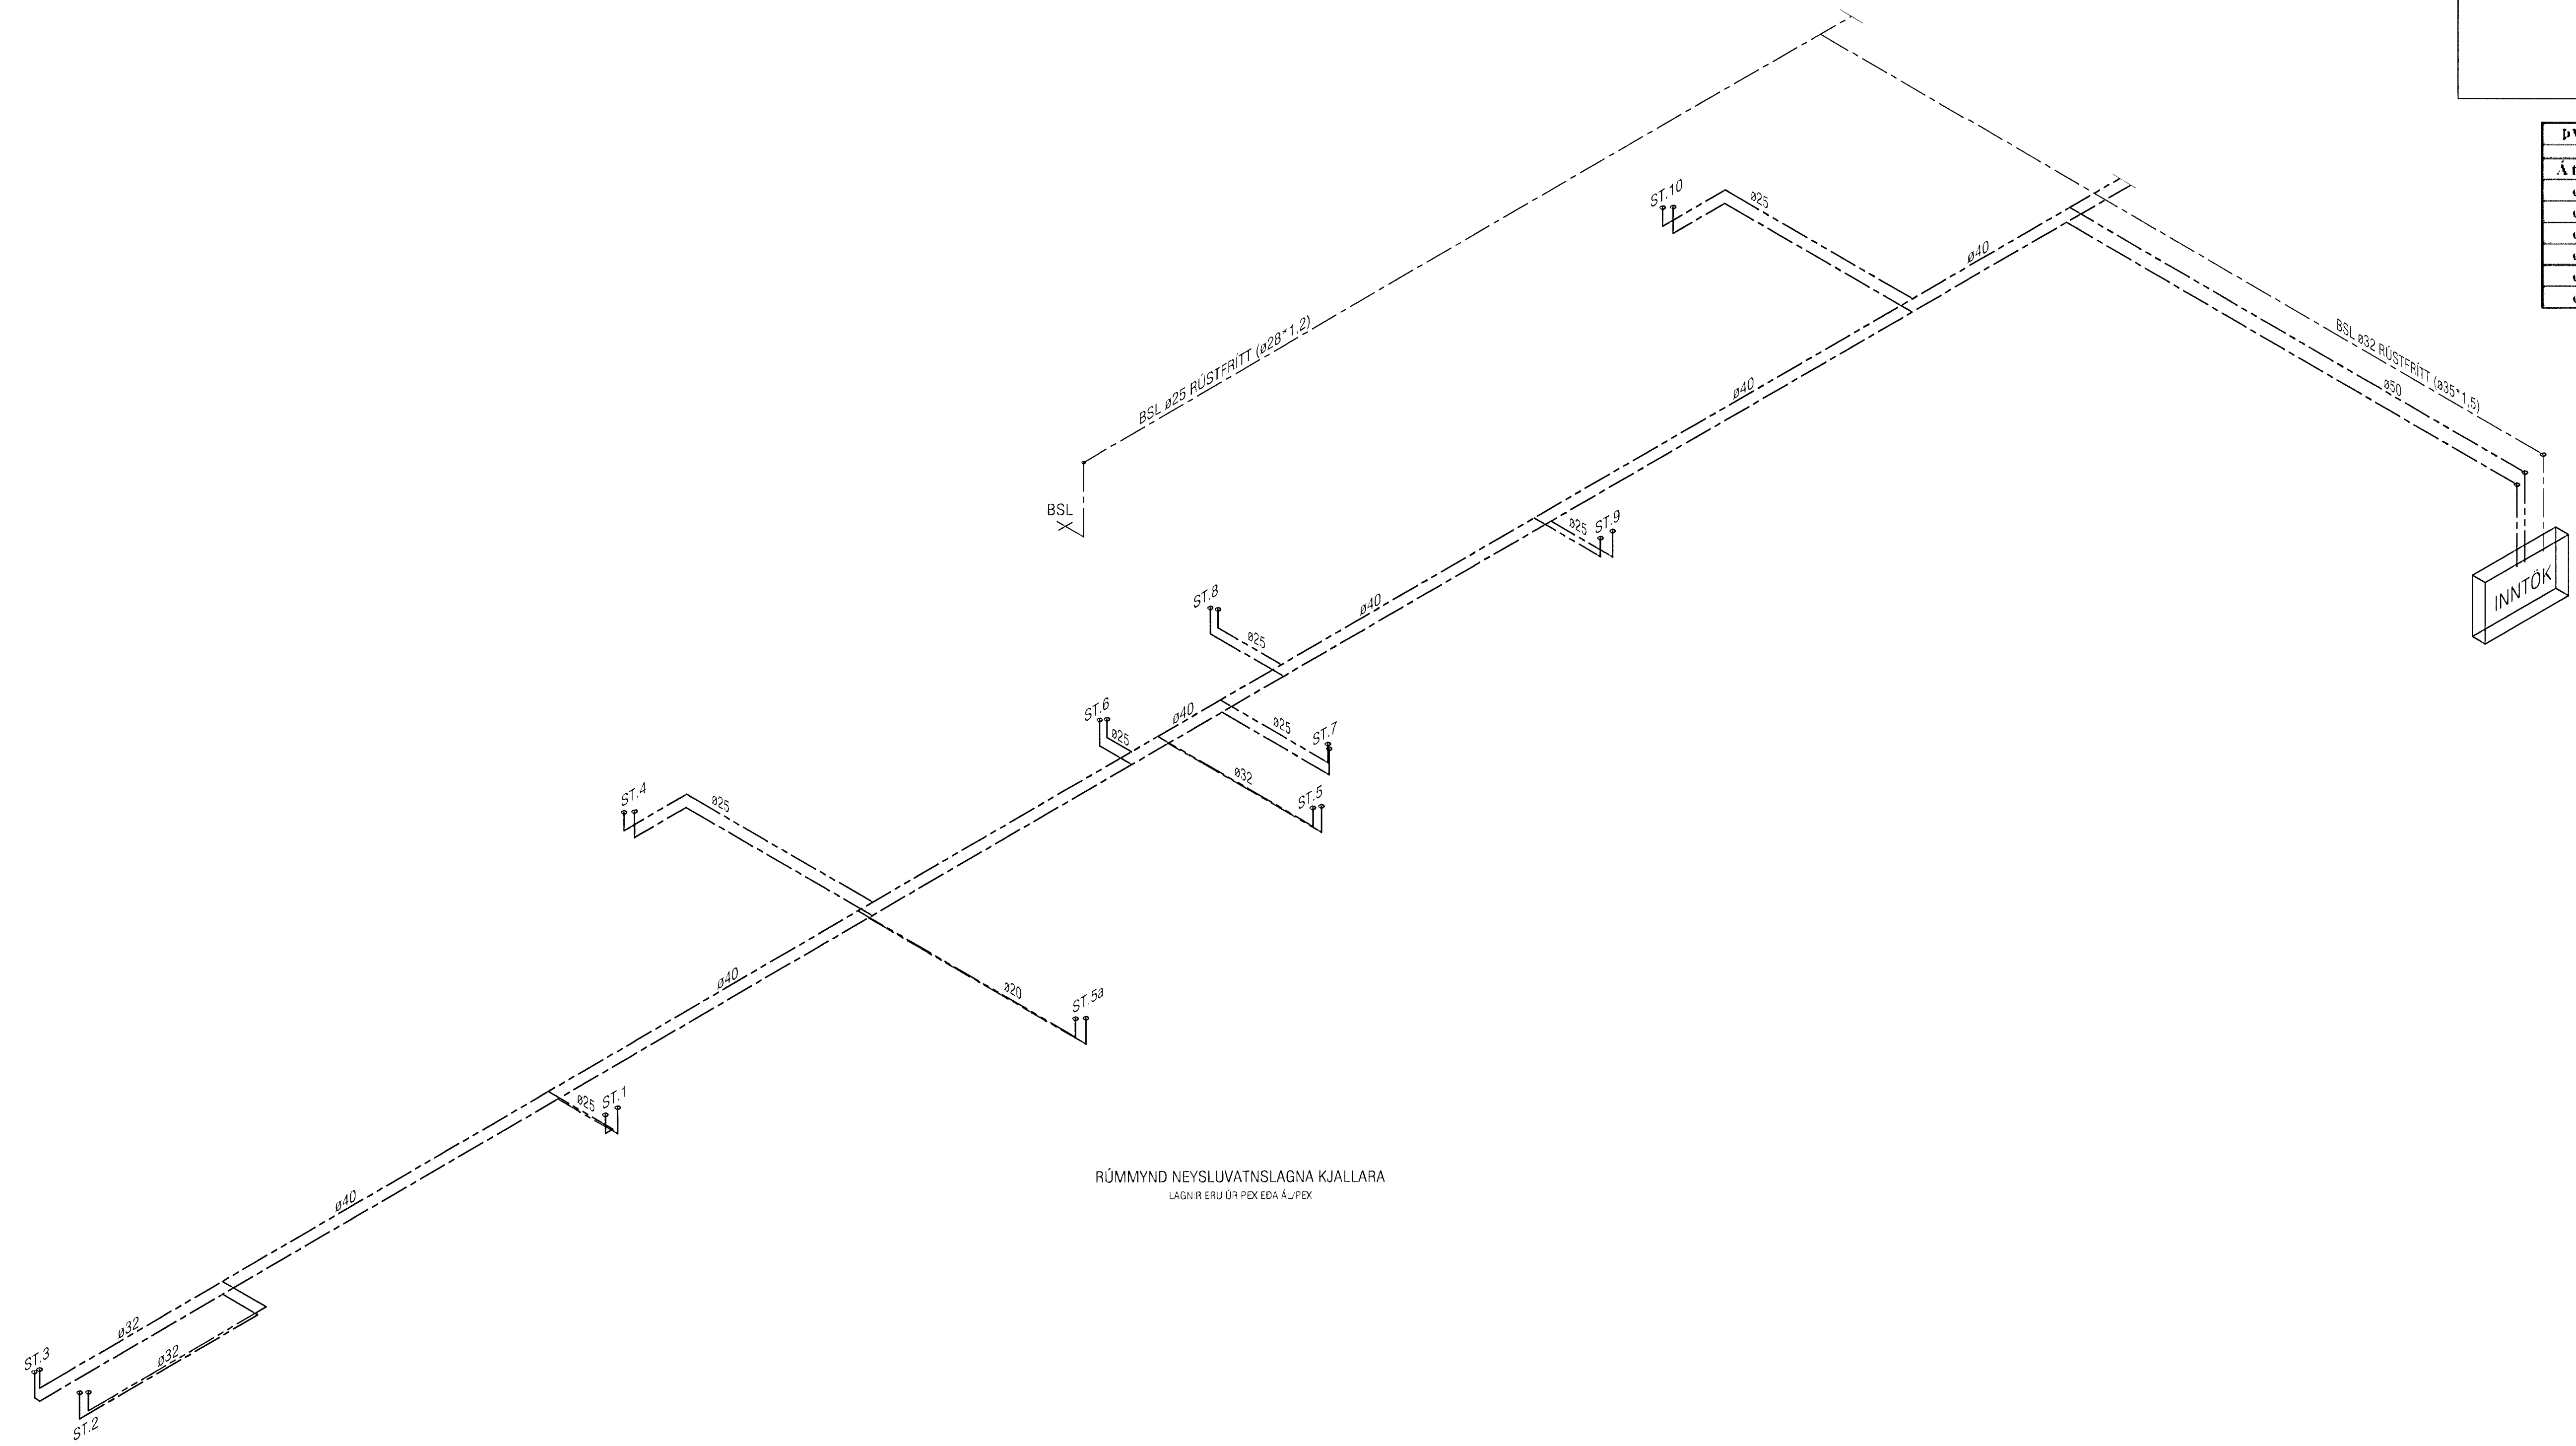 ST.10
ø25
ø40
BSL ø25 RÚSTFRÍTT (ø28*1,2)
BSL ø32 RÚSTFRÍTT (ø35*1,5)
ø50
ø40
BSL
ø25
ST.9
INNTÖK
ST.8
ø25
ø40
ST.6
ø25
ø40
ø25
ST.7
ø32
ST.5
ST.4
ø25
ø40
ø20
ST.5a
ø25
ST.1
RÚMMYND NEYSLUVATNSLAGNA KJALLARA
LAGNIR ERU ÚR PEX EÐA ÁL/PEX
ø40
ø32
ST.3
ø32
ST.2